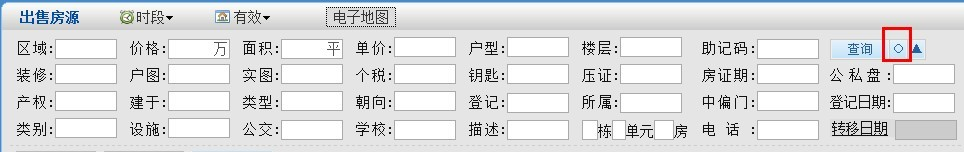 出售房源 时段 有效 电子地图
区域: 价格: 万 面积: 平 单价: 户型: 楼层: 助记码: 查询
装修: 户图: 实图: 个税: 钥匙: 压证: 房证期: 公私盘:
产权: 建于: 类型: 朝向: 登记: 所属: 中偏门: 登记日期:
类别: 设施: 公交: 学校: 描述: 栋 单元 房 电话: 转移日期